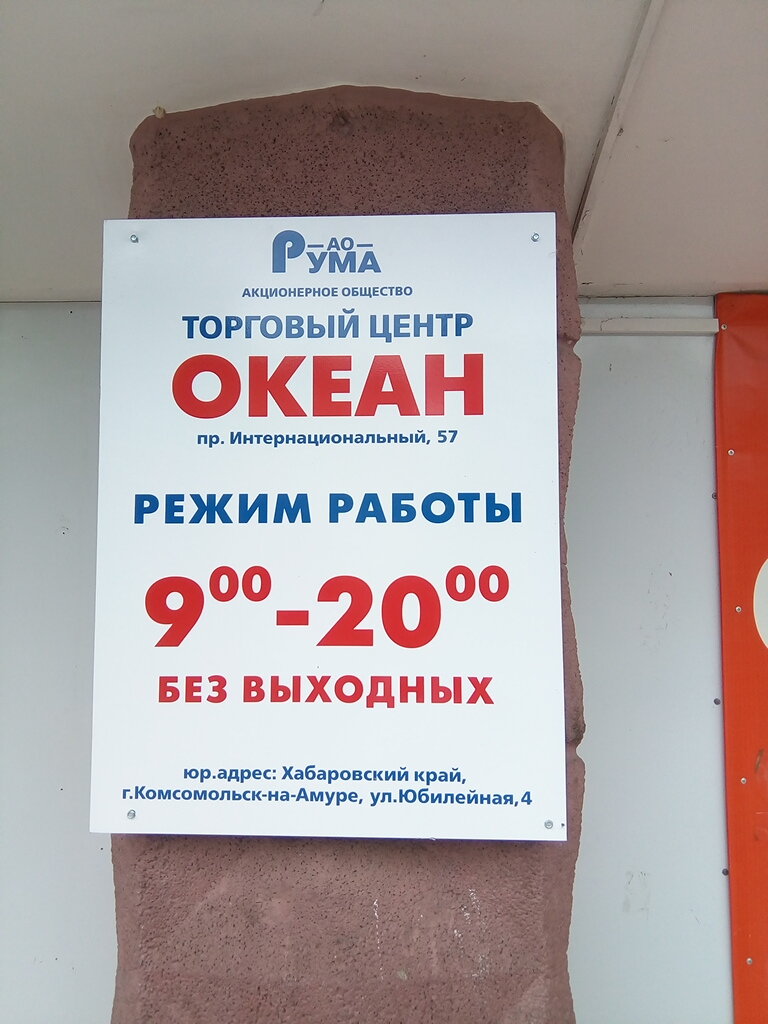 АО
РУМА
АКЦИОНЕРНОЕ ОБЩЕСТВО
ТОРГОВЫЙ ЦЕНТР
ОКЕАН
пр. Интернациональный, 57
РЕЖИМ РАБОТЫ
9⁰⁰-20⁰⁰
БЕЗ ВЫХОДНЫХ
юр.адрес: Хабаровский край,
г.Комсомольск-на-Амуре, ул.Юбилейная,4